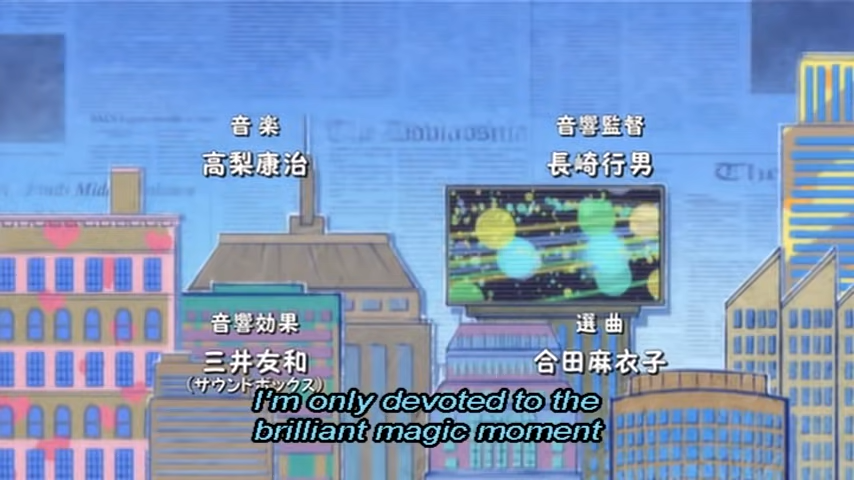 音楽
高梨康治
音響監督
長崎行男
The
音響効果
三井友和
(サウンドボックス)
選曲
合田麻衣子
I'm only devoted to the
brilliant magic moment